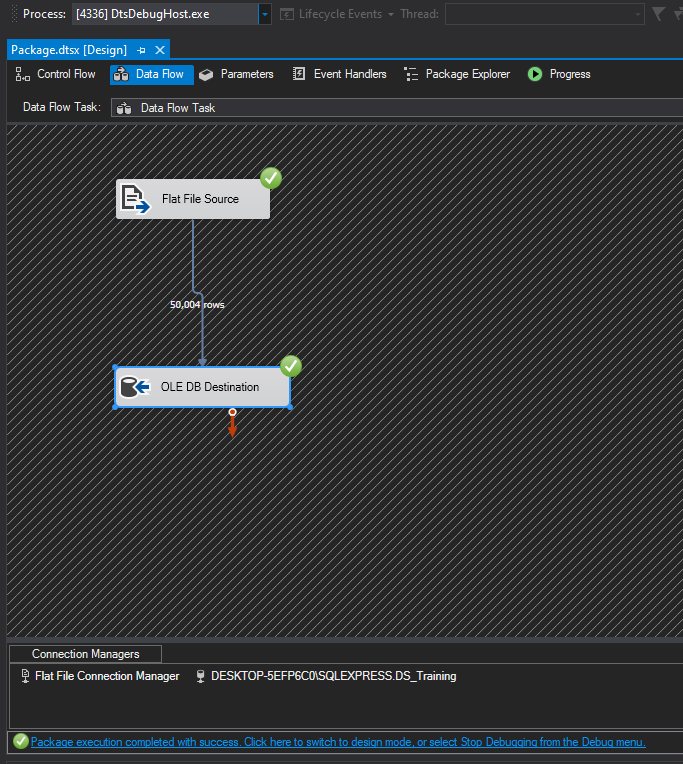 Process: [4336] DtsDebugHost.exe Lifecycle Events Thread:
Package.dtsx [Design]
Control Flow Data Flow Parameters Event Handlers Package Explorer Progress
Data Flow Task: Data Flow Task
Flat File Source
50,004 rows
OLE DB Destination
Connection Managers
Flat File Connection Manager DESKTOP-5EFP6C0\SQLEXPRESS.DS_Training
Package execution completed with success. Click here to switch to design mode, or select Stop Debugging from the Debug menu.